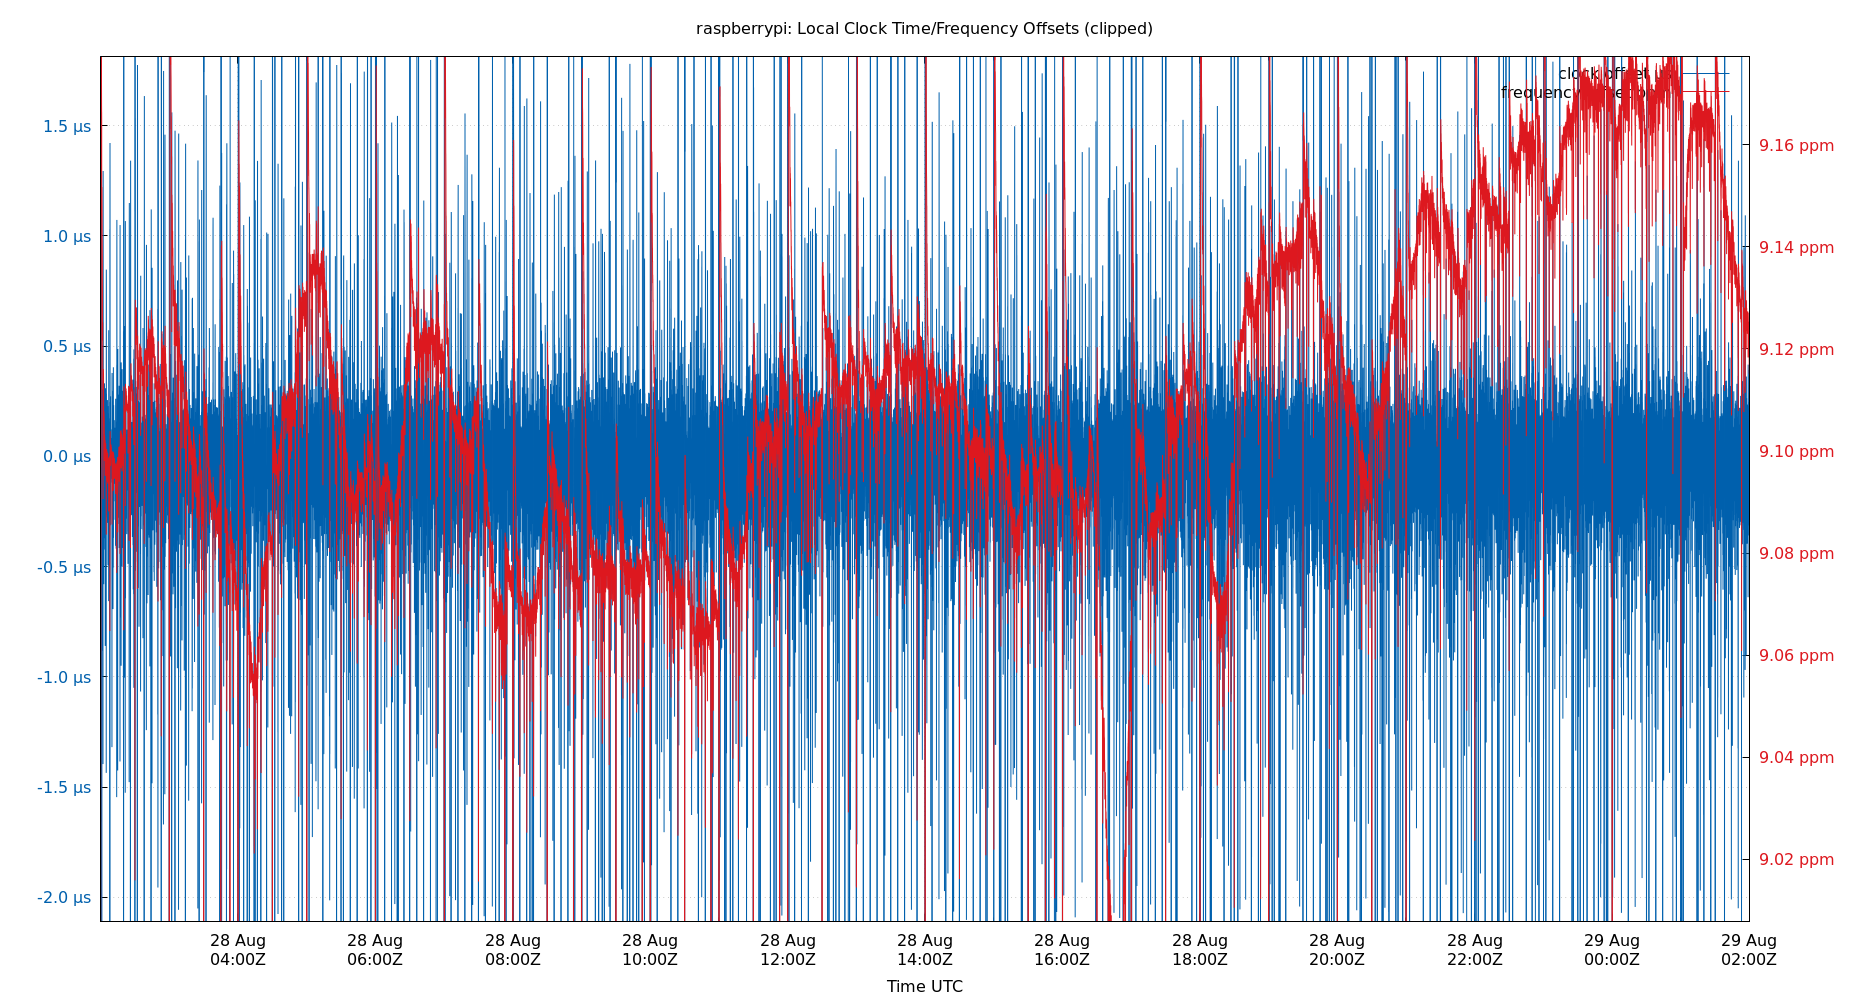 raspberrypi: Local Clock Time/Frequency Offsets (clipped)
clock offset
frequency offset
1.5 µs
1.0 µs
0.5 µs
0.0 µs
-0.5 µs
-1.0 µs
-1.5 µs
-2.0 µs
9.16 ppm
9.14 ppm
9.12 ppm
9.10 ppm
9.08 ppm
9.06 ppm
9.04 ppm
9.02 ppm
28 Aug 28 Aug 28 Aug 28 Aug 28 Aug 28 Aug 28 Aug 28 Aug 28 Aug 28 Aug 29 Aug 29 Aug
04:00Z 06:00Z 08:00Z 10:00Z 12:00Z 14:00Z 16:00Z 18:00Z 20:00Z 22:00Z 00:00Z 02:00Z
Time UTC